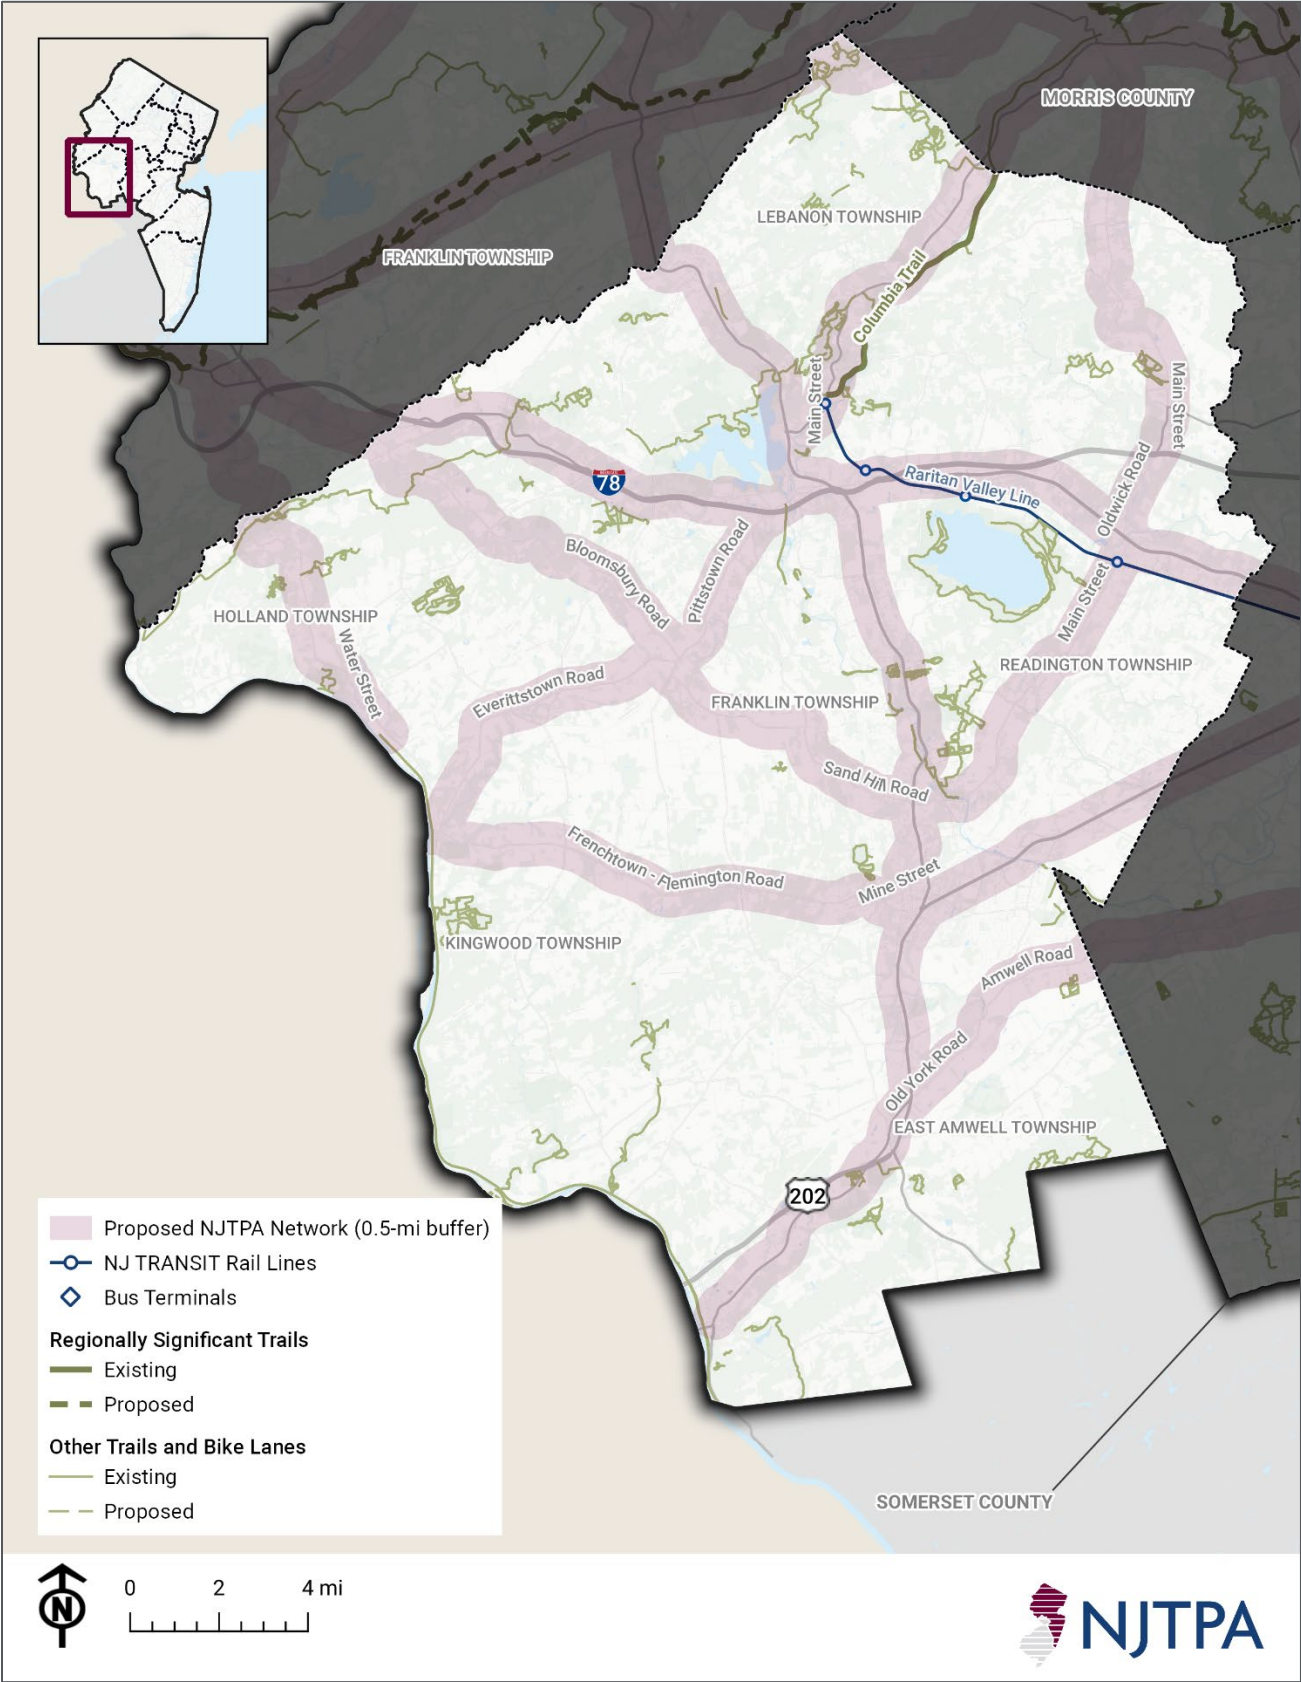 MORRIS COUNTY
LEBANON TOWNSHIP
FRANKLIN TOWNSHIP
Columbia Trail
Main Street
Main Street
Raritan Valley Line
INTERSTATE
78
Oldwick Road
Bloomsbury Road
Pittstown Road
Main Street
HOLLAND TOWNSHIP
Water Street
READINGTON TOWNSHIP
Everittstown Road
FRANKLIN TOWNSHIP
Sand Hill Road
Frenchtown - Flemington Road
Mine Street
KINGWOOD TOWNSHIP
Amwell Road
Old York Road
EAST AMWELL TOWNSHIP
202
Proposed NJTPA Network (0.5-mi buffer)
NJ TRANSIT Rail Lines
Bus Terminals
Regionally Significant Trails
Existing
Proposed
Other Trails and Bike Lanes
Existing
Proposed
SOMERSET COUNTY
N
0 2 4 mi
NJTPA